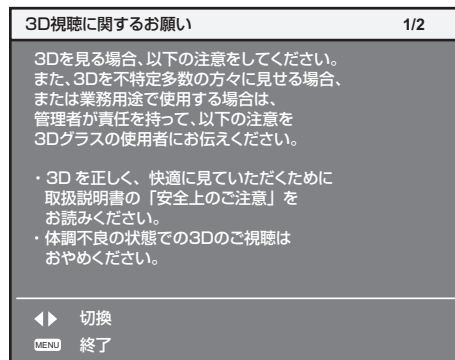 3D視聴に関するお願い 1/2
3Dを見る場合、以下の注意をしてください。
また、3Dを不特定多数の方々に見せる場合、
または業務用途で使用する場合は、
管理者が責任を持って、以下の注意を
3Dグラスの使用者にお伝えください。
・3D を正しく、快適に見ていただくために
取扱説明書の「安全上のご注意」を
お読みください。
・体調不良の状態での3Dのご視聴は
おやめください。
切換
MENU 終了